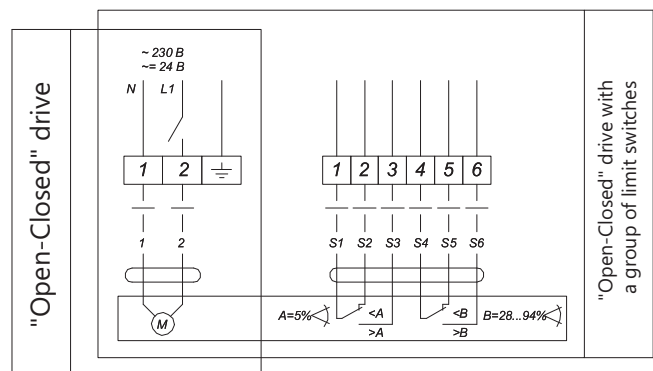 "Open-Closed" drive
~ 230 В
~= 24 В
N L1
1 2
1 2 3 4 5 6
1 2
S1 S2 S3 S4 S5 S6
M
A=5% <A <B B=28...94%
>A >B
"Open-Closed" drive with
a group of limit switches